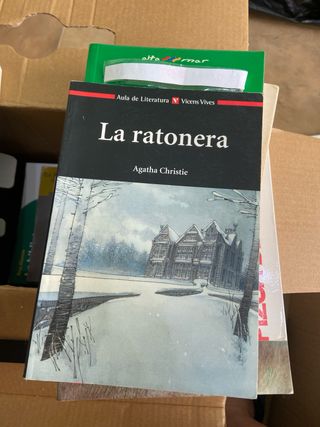 alta mar
Aula de Literatura V Vicens Vives
La ratonera
Agatha Christie